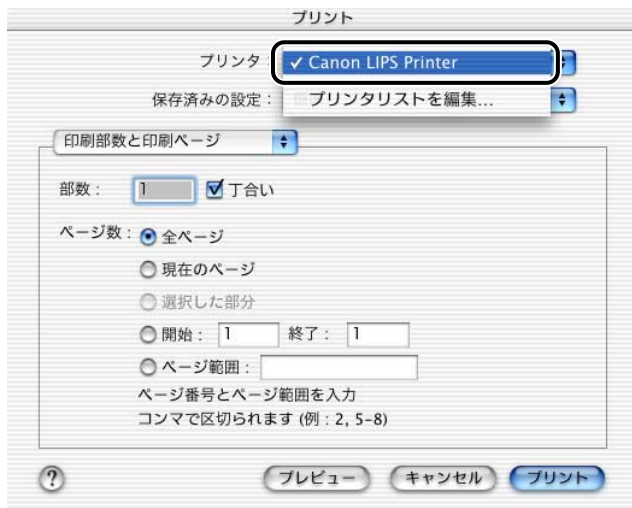 プリント
プリンタ： ✓ Canon LIPS Printer
保存済みの設定： プリンタリストを編集...
印刷部数と印刷ページ
部数： 1 丁合い
ページ数： 全ページ
現在のページ
選択した部分
開始： 1 終了： 1
ページ範囲：
ページ番号とページ範囲を入力
コンマで区切られます (例：2, 5-8)
? プレビュー キャンセル プリント